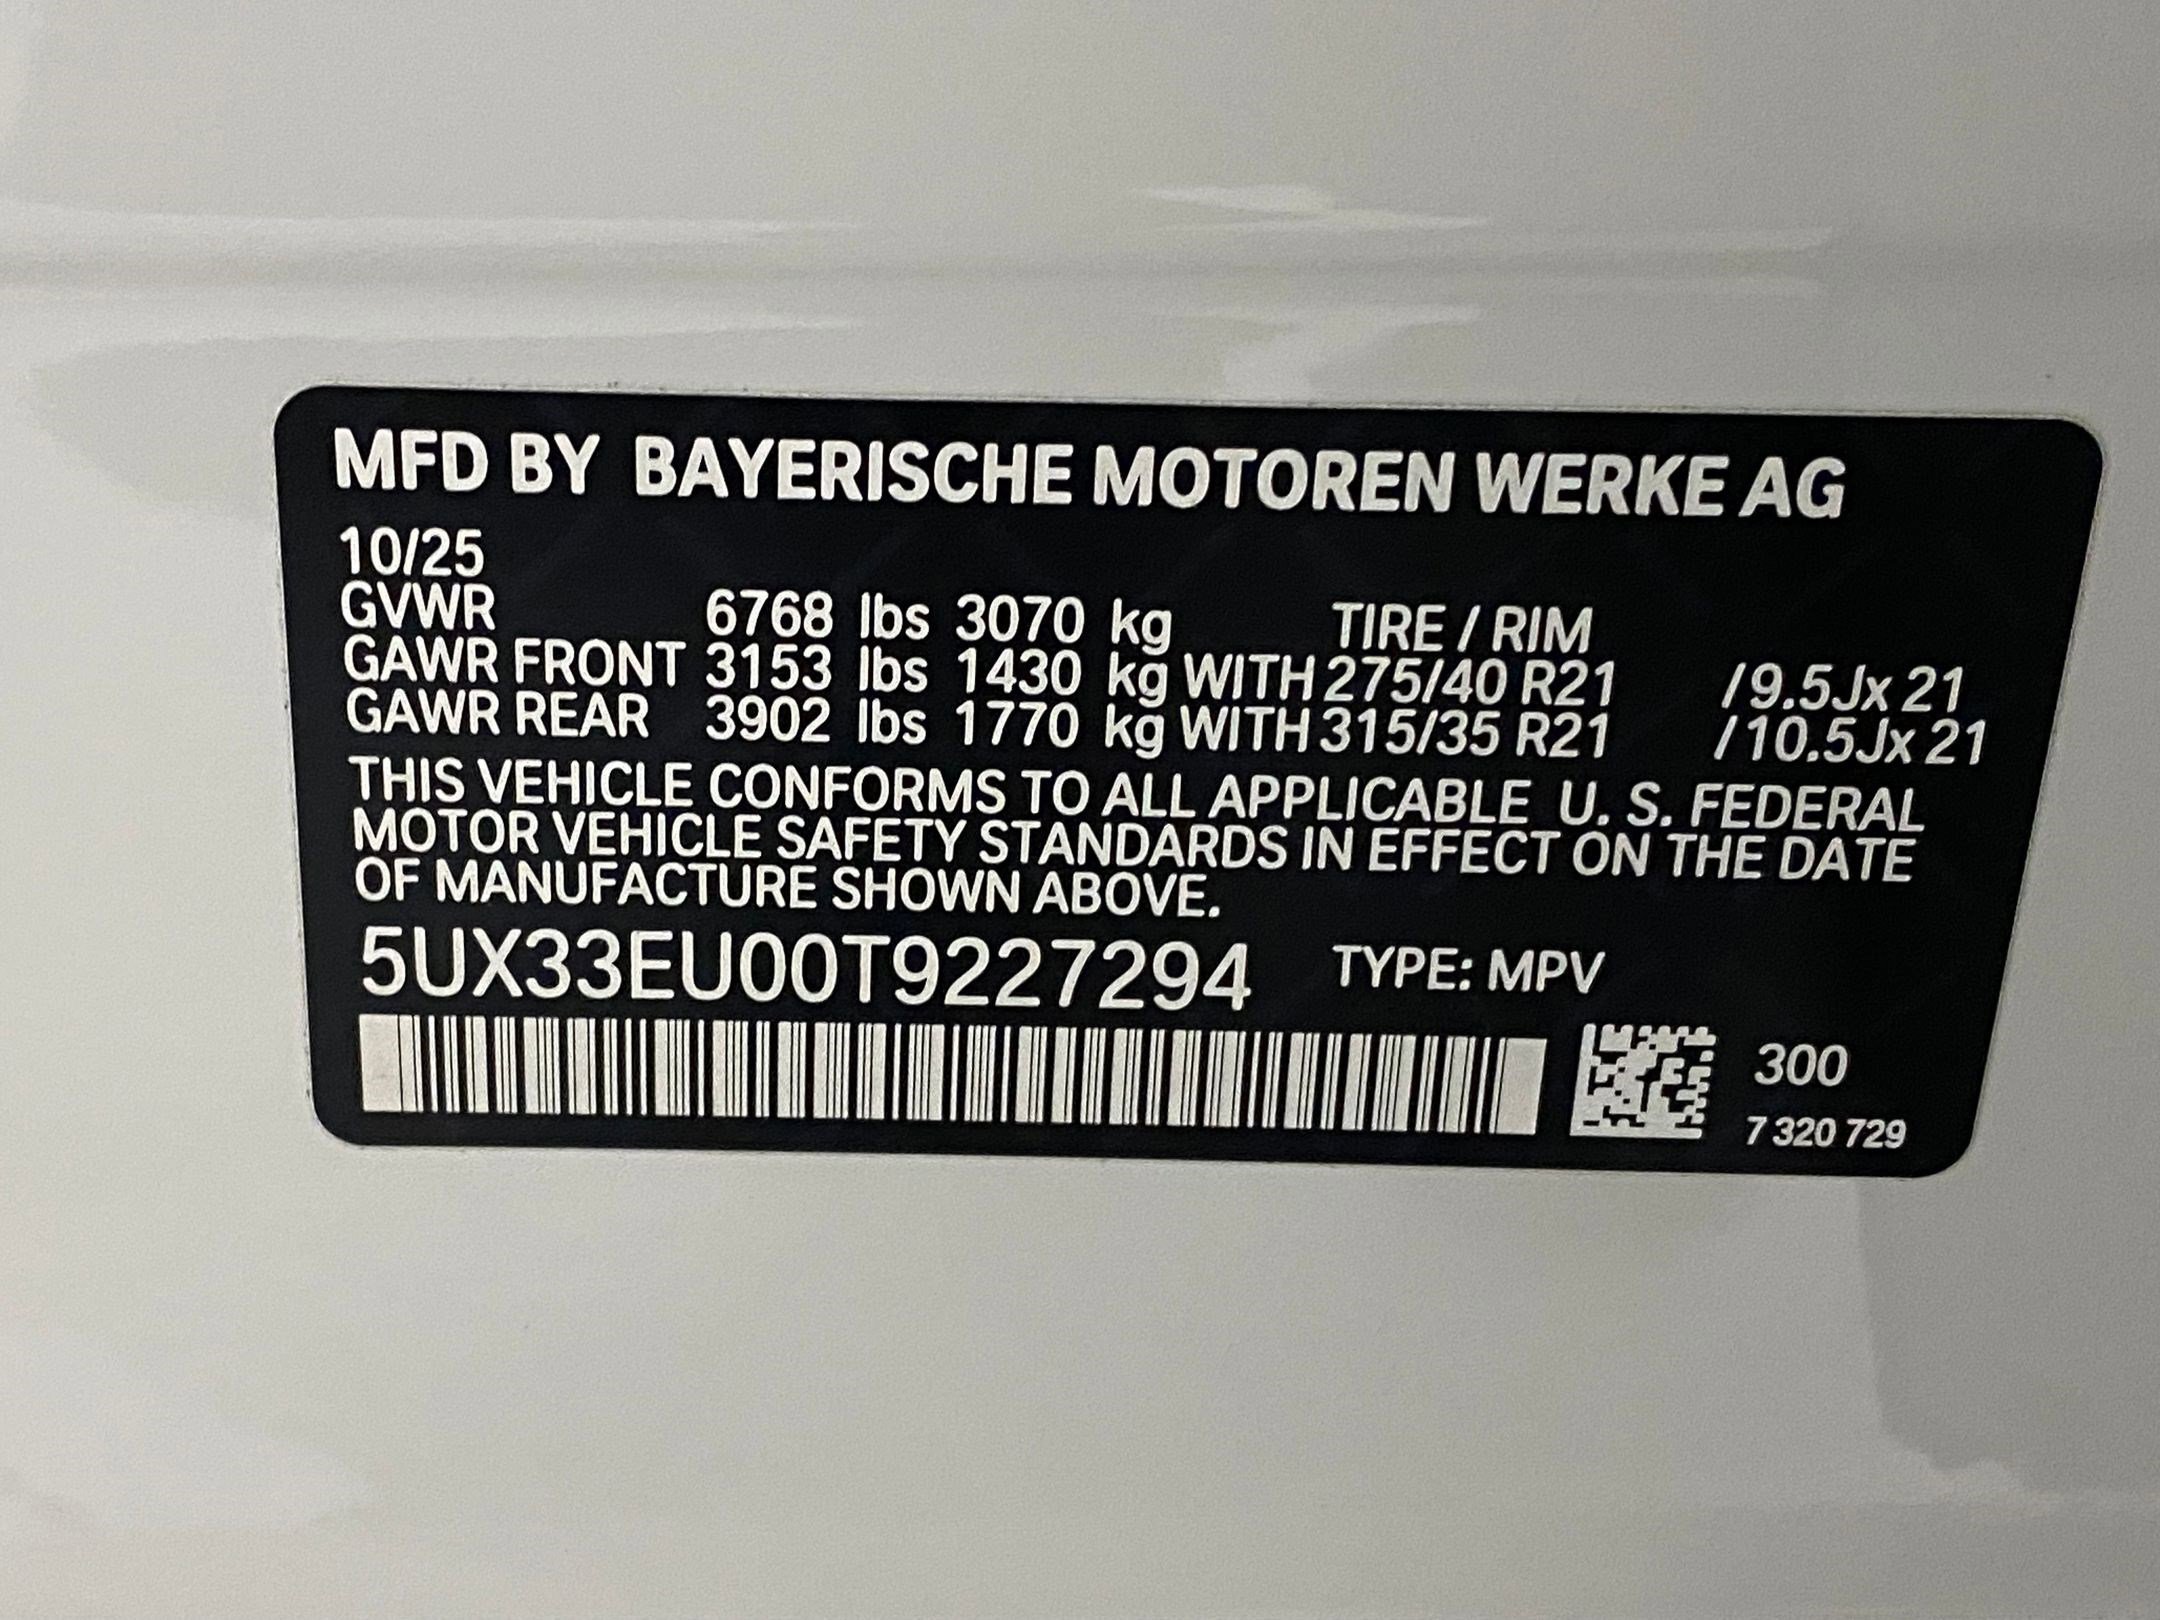 MFD BY BAYERISCHE MOTOREN WERKE AG
10/25
GVWR 6768 lbs 3070 kg TIRE / RIM
GAWR FRONT 3153 lbs 1430 kg WITH 275/40 R21 /9.5Jx 21
GAWR REAR 3902 lbs 1770 kg WITH 315/35 R21 /10.5Jx 21
THIS VEHICLE CONFORMS TO ALL APPLICABLE U. S. FEDERAL
MOTOR VEHICLE SAFETY STANDARDS IN EFFECT ON THE DATE
OF MANUFACTURE SHOWN ABOVE.
5UX33EU00T9227294 TYPE: MPV
300
7 320 729